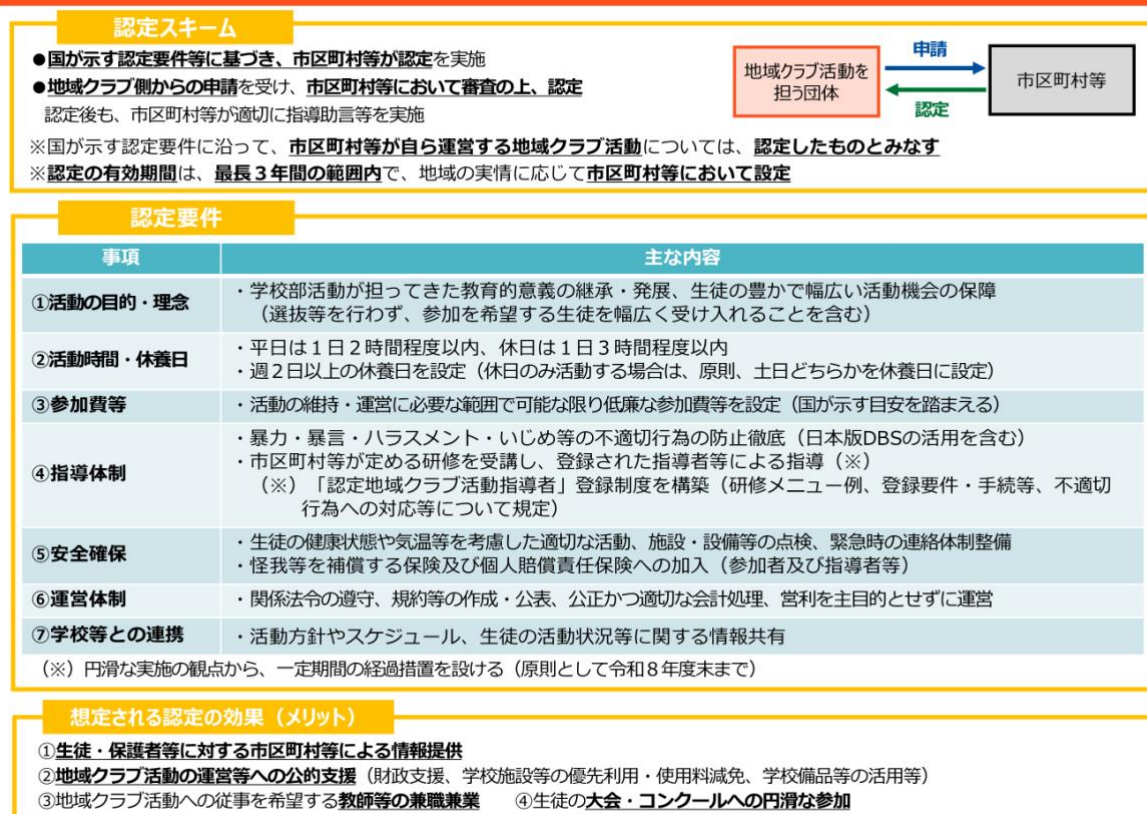 認定スキーム
●国が示す認定要件等に基づき、市区町村等が認定を実施
●地域クラブ側からの申請を受け、市区町村等において審査の上、認定
認定後も、市区町村等が適切に指導助言等を実施
地域クラブ活動を
担う団体
申請
認定
市区町村等
※国が示す認定要件に沿って、市区町村等が自ら運営する地域クラブ活動については、認定したものとみなす
※認定の有効期間は、最長３年間の範囲内で、地域の実情に応じて市区町村等において設定
認定要件
事項 主な内容
①活動の目的・理念
・学校部活動が担ってきた教育的意義の継承・発展、生徒の豊かで幅広い活動機会の保障
（選抜等を行わず、参加を希望する生徒を幅広く受け入れることを含む）
②活動時間・休養日
・平日は１日２時間程度以内、休日は１日３時間程度以内
・週２日以上の休養日を設定（休日のみ活動する場合は、原則、土日どちらかを休養日に設定）
③参加費等
・活動の維持・運営に必要な範囲で可能な限り低廉な参加費等を設定（国が示す目安を踏まえる）
④指導体制
・暴力・暴言・ハラスメント・いじめ等の不適切行為の防止徹底（日本版DBSの活用を含む）
・市区町村等が定める研修を受講し、登録された指導者等による指導（※）
（※）「認定地域クラブ活動指導者」登録制度を構築（研修メニュー例、登録要件・手続等、不適切
行為への対応等について規定）
⑤安全確保
・生徒の健康状態や気温等を考慮した適切な活動、施設・設備等の点検、緊急時の連絡体制整備
・怪我等を補償する保険及び個人賠償責任保険への加入（参加者及び指導者等）
⑥運営体制
・関係法令の遵守、規約等の作成・公表、公正かつ適切な会計処理、営利を主目的とせずに運営
⑦学校等との連携
・活動方針やスケジュール、生徒の活動状況等に関する情報共有
（※）円滑な実施の観点から、一定期間の経過措置を設ける（原則として令和８年度末まで）
想定される認定の効果（メリット）
①生徒・保護者等に対する市区町村等による情報提供
②地域クラブ活動の運営等への公的支援（財政支援、学校施設等の優先利用・使用料減免、学校備品等の活用等）
③地域クラブ活動への従事を希望する教師等の兼職兼業 ④生徒の大会・コンクールへの円滑な参加